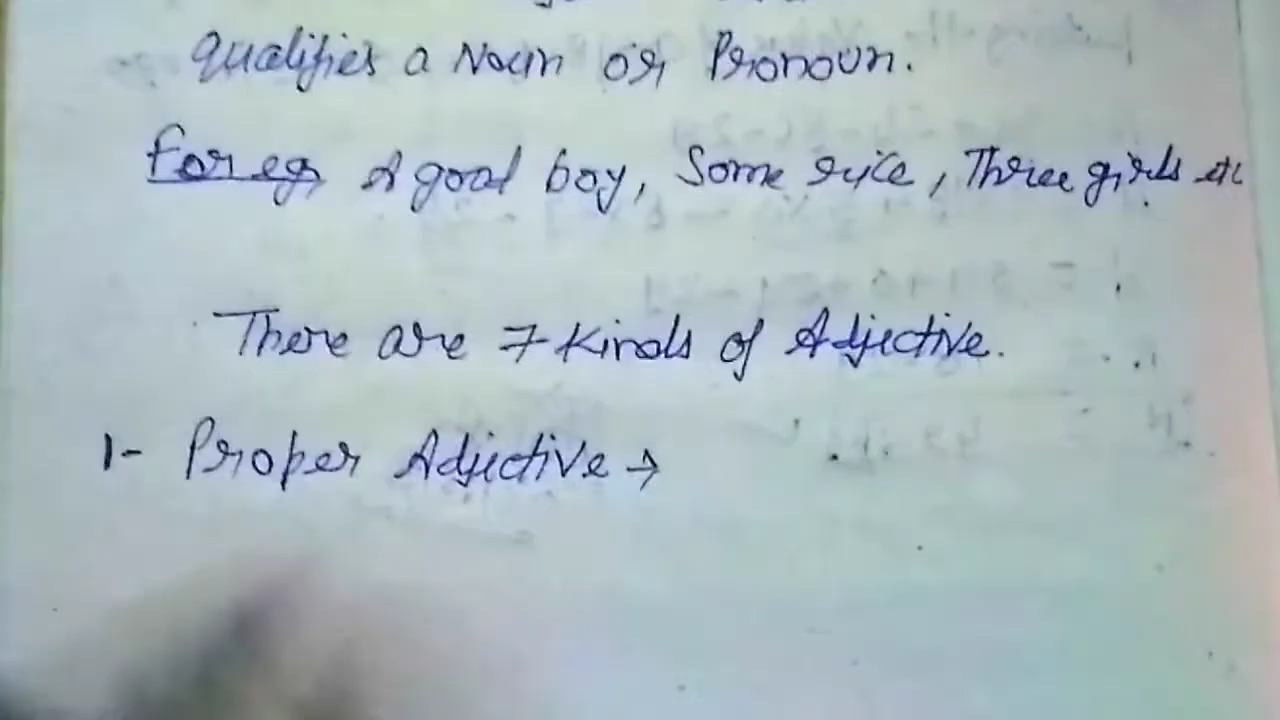 Qualifies a Noun or Pronoun.
For eg, A good boy, Some rice, Three girls etc
There are 7 Kinds of Adjective.
1- Proper Adjective →